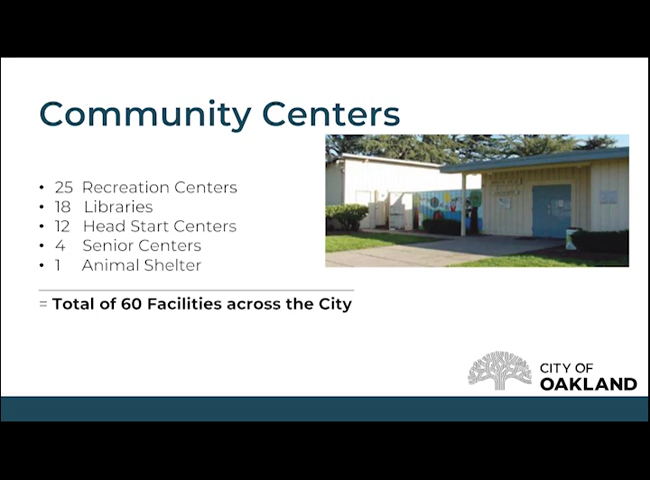 Community Centers
• 25 Recreation Centers
• 18 Libraries
• 12 Head Start Centers
• 4 Senior Centers
• 1 Animal Shelter
= Total of 60 Facilities across the City
CITY OF
OAKLAND